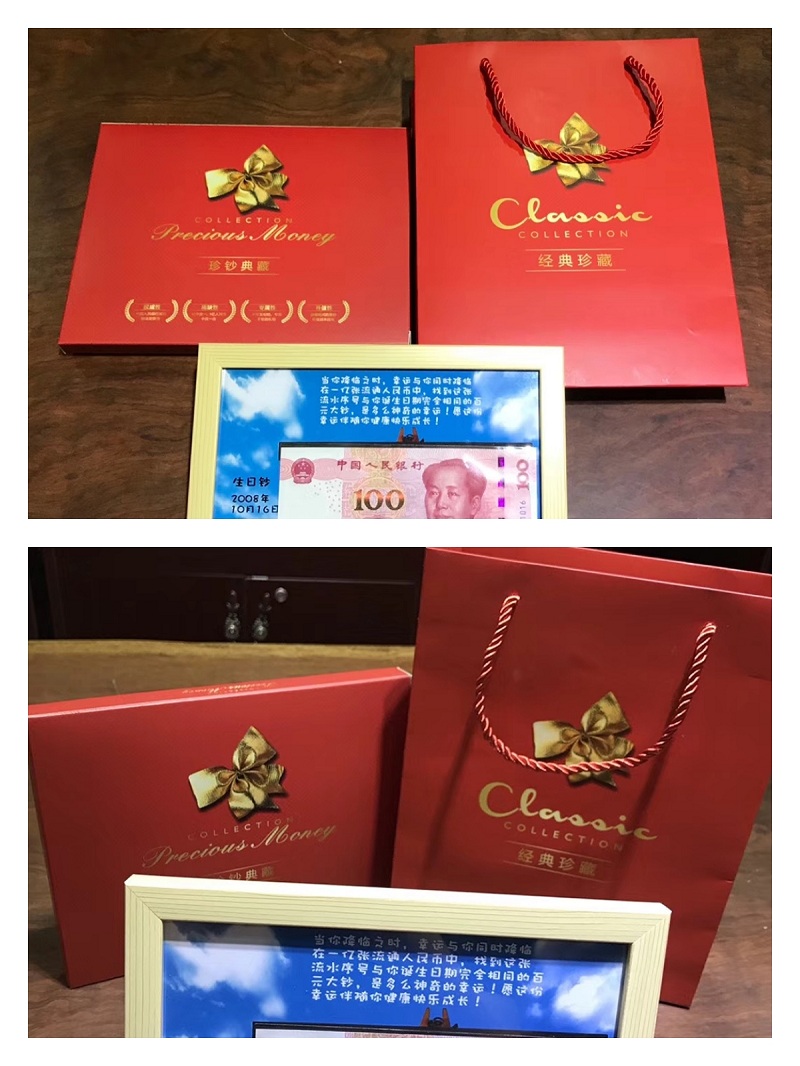 COLLECTION
Precious Money
珍钞典藏
Classic
COLLECTION
经典珍藏
当你降临之时，幸运与你同时降临
在一亿张流通人民币中，找到这张
流水序号与你诞生日期完全相同的百
元大钞，是多么神奇的幸运！愿这份
幸运伴随你健康快乐成长！
生日钞
2008年
10月16日
中国人民银行
100
100
1016
COLLECTION
Precious Money
钞典藏
Classic
COLLECTION
经典珍藏
当你降临之时，幸运与你同时降临
在一亿张流通人民币中，找到这张
流水序号与你诞生日期完全相同的百
元大钞，是多么神奇的幸运！愿这份
幸运伴随你健康快乐成长！